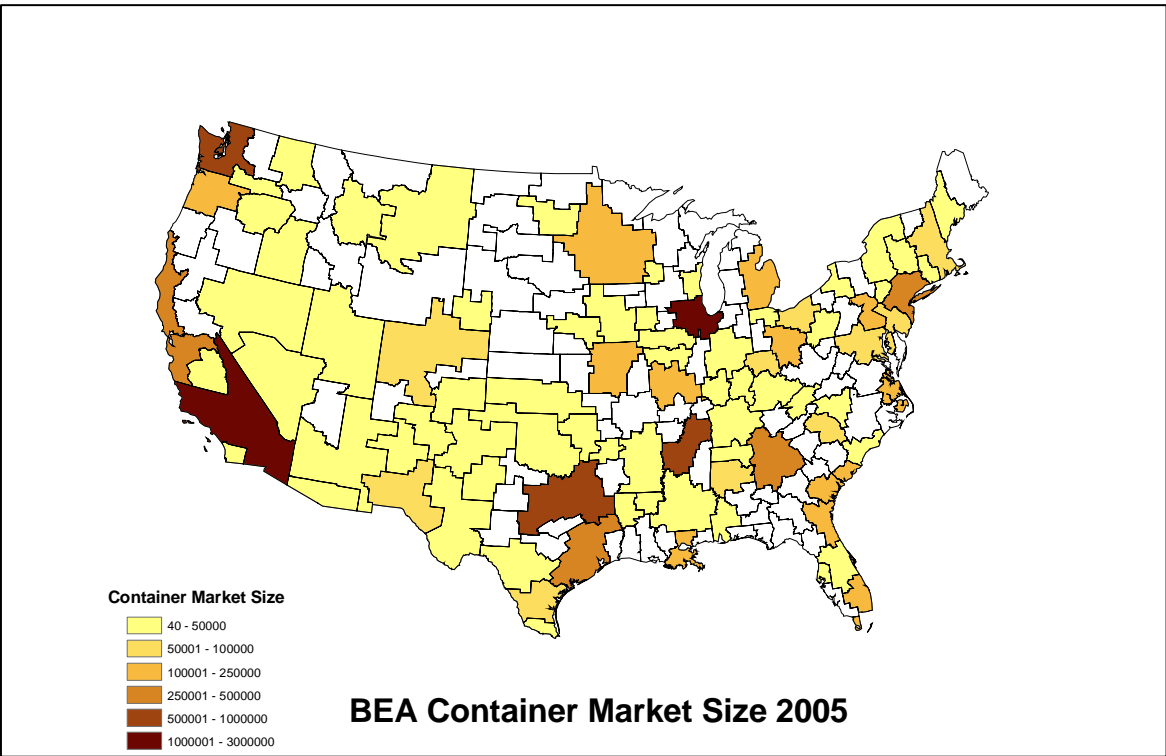 Container Market Size
40 - 50000
50001 - 100000
100001 - 250000
250001 - 500000
500001 - 1000000
1000001 - 3000000
BEA Container Market Size 2005